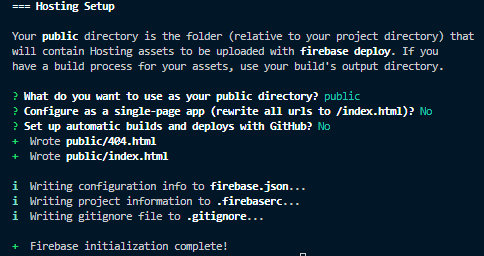 === Hosting Setup
Your public directory is the folder (relative to your project directory) that
will contain Hosting assets to be uploaded with firebase deploy. If you
have a build process for your assets, use your build's output directory.
? What do you want to use as your public directory? public
? Configure as a single-page app (rewrite all urls to /index.html)? No
? Set up automatic builds and deploys with GitHub? No
+ Wrote public/404.html
+ Wrote public/index.html
i Writing configuration info to firebase.json...
i Writing project information to .firebaserc...
i Writing gitignore file to .gitignore...
+ Firebase initialization complete!